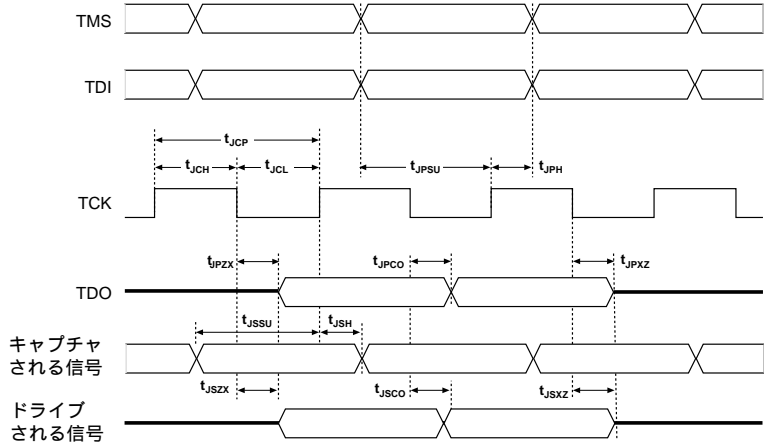 TMS
TDI
tJCP
tJCH
tJCL
tJPSU
tJPH
TCK
tJPZX
tJPCO
tJPXZ
TDO
tJSSU
tJSH
キャプチャ
される信号
tJSZX
tJSCO
tJSXZ
ドライブ
される信号